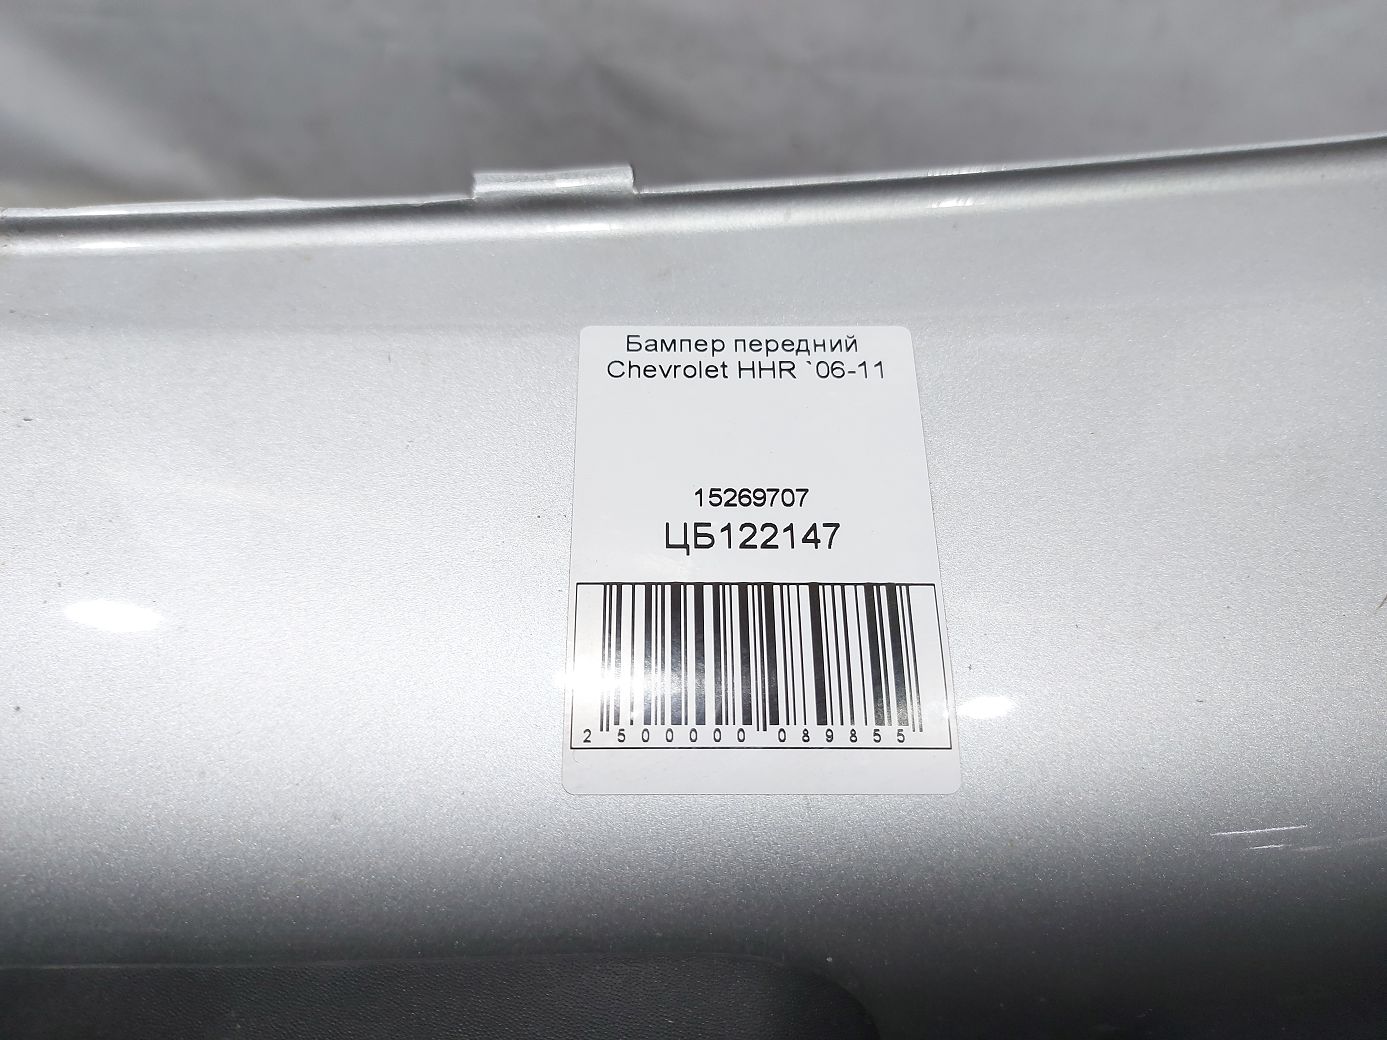 Бампер передний
Chevrolet HHR `06-11
15269707
ЦБ122147
2 500000 089855